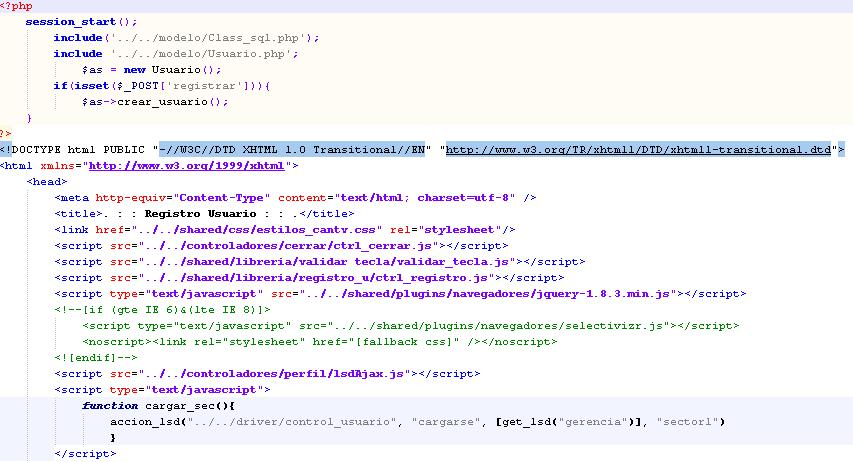 <?php
session_start();
include('../../modelo/Class_sql.php');
include '../../modelo/Usuario.php';
$as = new Usuario();
if(isset($_POST['registrar'])){
$as->crear_usuario();
}
?>
<!DOCTYPE html PUBLIC "-//W3C//DTD XHTML 1.0 Transitional//EN" "http://www.w3.org/TR/xhtml1/DTD/xhtml1-transitional.dtd">
<html xmlns="http://www.w3.org/1999/xhtml">
<head>
<meta http-equiv="Content-Type" content="text/html; charset=utf-8" />
<title>. : : Registro Usuario : : .</title>
<link href="../../shared/css/estilos_cantv.css" rel="stylesheet"/>
<script src="../../controladores/cerrar/ctrl_cerrar.js"></script>
<script src="../../shared/libreria/validar tecla/validar_tecla.js"></script>
<script src="../../shared/libreria/registro_u/ctrl_registro.js"></script>
<script type="text/javascript" src="../../shared/plugins/navegadores/jquery-1.8.3.min.js"></script>
<!--[if (gte IE 6)&(lte IE 8)]>
<script type="text/javascript" src="../../shared/plugins/navegadores/selectivizr.js"></script>
<noscript><link rel="stylesheet" href="[fallback css]" /></noscript>
<![endif]-->
<script src="../../controladores/perfil/lsdAjax.js"></script>
<script type="text/javascript">
function cargar_sec(){
accion_lsd("../../driver/control_usuario", "cargarse", [get_lsd("gerencia")], "sector1")
}
</script>